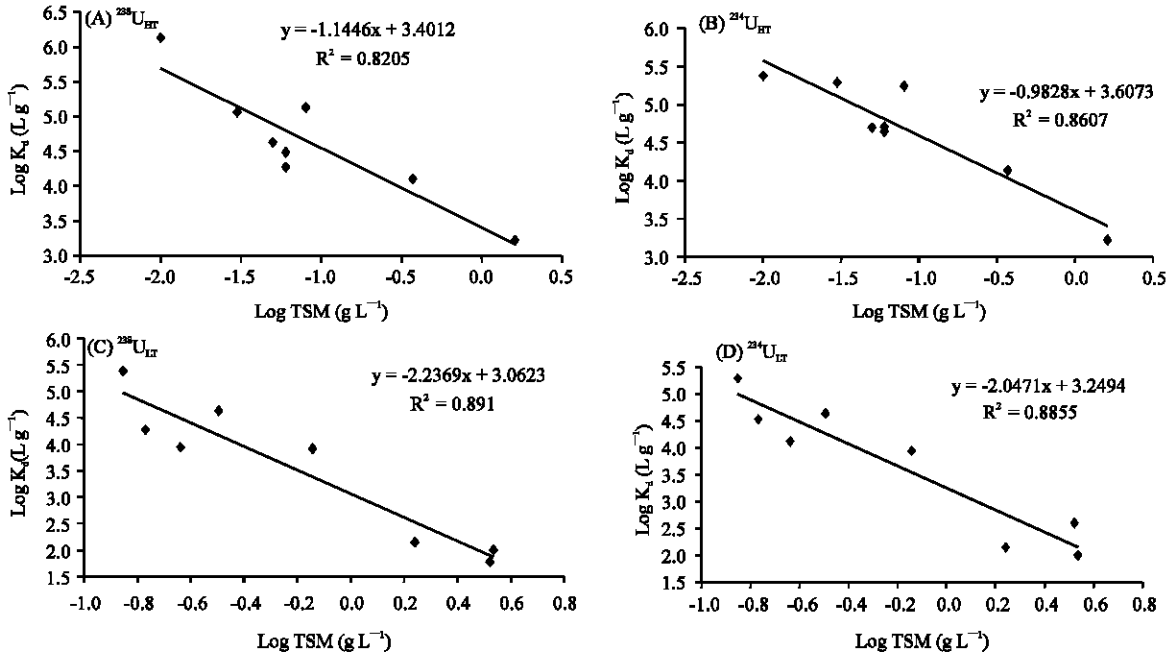 (A) ²³⁸U_HT
y = -1.1446x + 3.4012
R² = 0.8205
Log K_d (L g⁻¹)
6.5
6.0
5.5
5.0
4.5
4.0
3.5
3.0
-2.5 -2.0 -1.5 -1.0 -0.5 0.0 0.5
Log TSM (g L⁻¹)
(B) ²³⁴U_HT
y = -0.9828x + 3.6073
R² = 0.8607
Log K_d (L g⁻¹)
6.5
6.0
5.5
5.0
4.5
4.0
3.5
3.0
-2.5 -2.0 -1.5 -1.0 -0.5 0.0 0.5
Log TSM (g L⁻¹)
(C) ²³⁸U_LT
y = -2.2369x + 3.0623
R² = 0.891
Log K_d(L g⁻¹)
6.0
5.5
5.0
4.5
4.0
3.5
3.0
2.5
2.0
1.5
-1.0 -0.8 -0.6 -0.4 -0.2 0.0 0.2 0.4 0.6 0.8
Log TSM (g L⁻¹)
(D) ²³⁴U_LT
y = -2.0471x + 3.2494
R² = 0.8855
Log K_d (L g⁻¹)
5.5
5.0
4.5
4.0
3.5
3.0
2.5
2.0
1.5
-1.0 -0.8 -0.6 -0.4 -0.2 0.0 0.2 0.4 0.6 0.8
Log TSM (g L⁻¹)